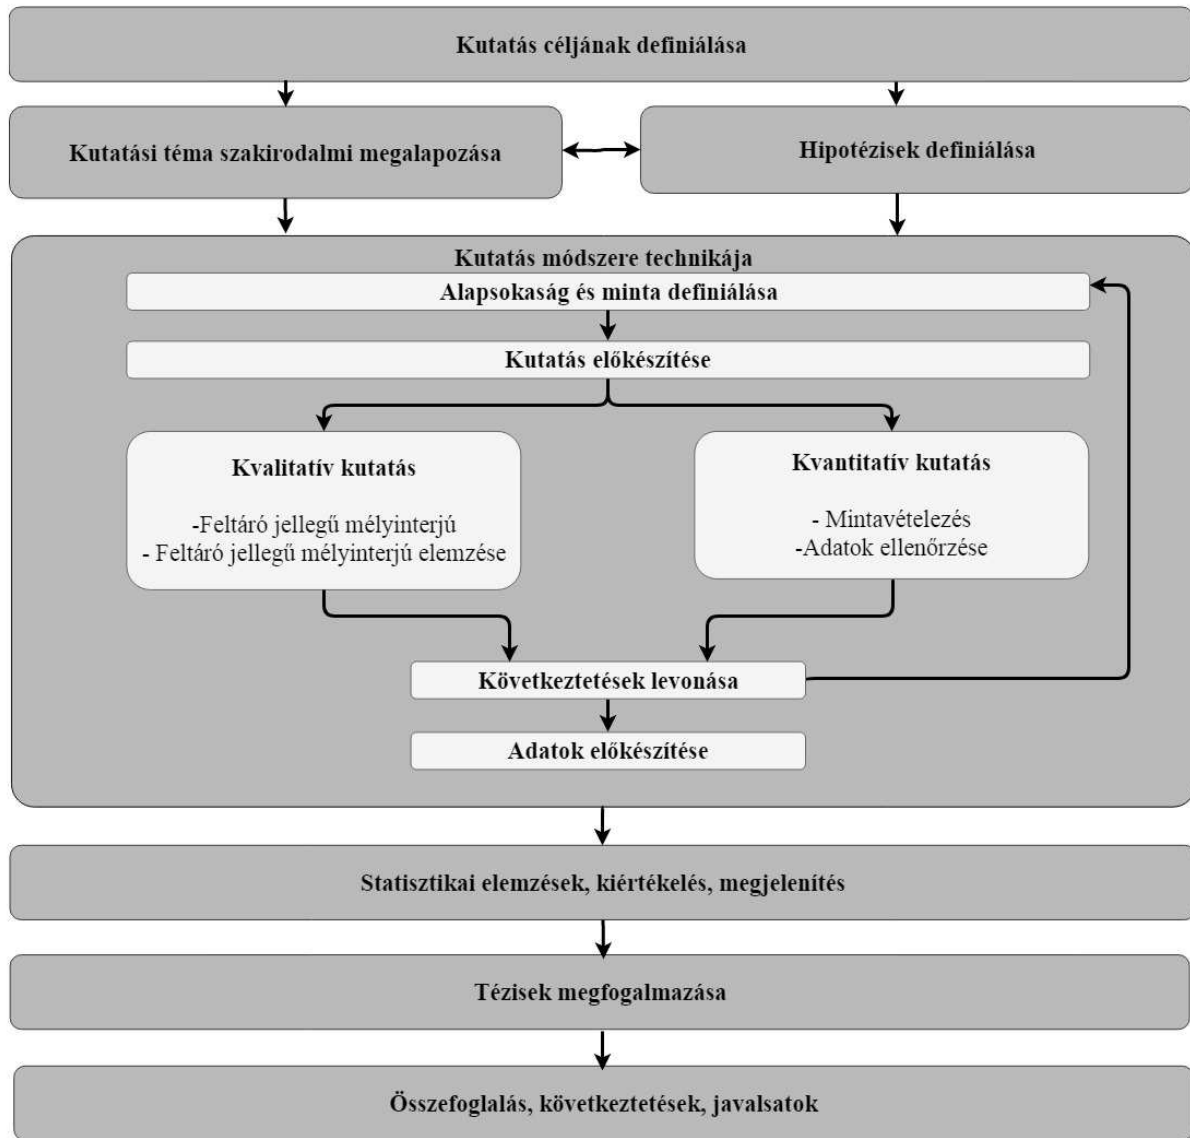 Kutatás céljának definiálása
Kutatási téma szakirodalmi megalapozása
Hipotézisek definiálása
Kutatás módszere technikája
Alapsokaság és minta definiálása
Kutatás előkészítése
Kvalitatív kutatás
-Feltáró jellegű mélyinterjú
- Feltáró jellegű mélyinterjú elemzése
Kvantitatív kutatás
- Mintavételezés
-Adatok ellenőrzése
Következtetések levonása
Adatok előkészítése
Statisztikai elemzések, kiértékelés, megjelenítés
Tézisek megfogalmazása
Összefoglalás, következtetések, javalsatok